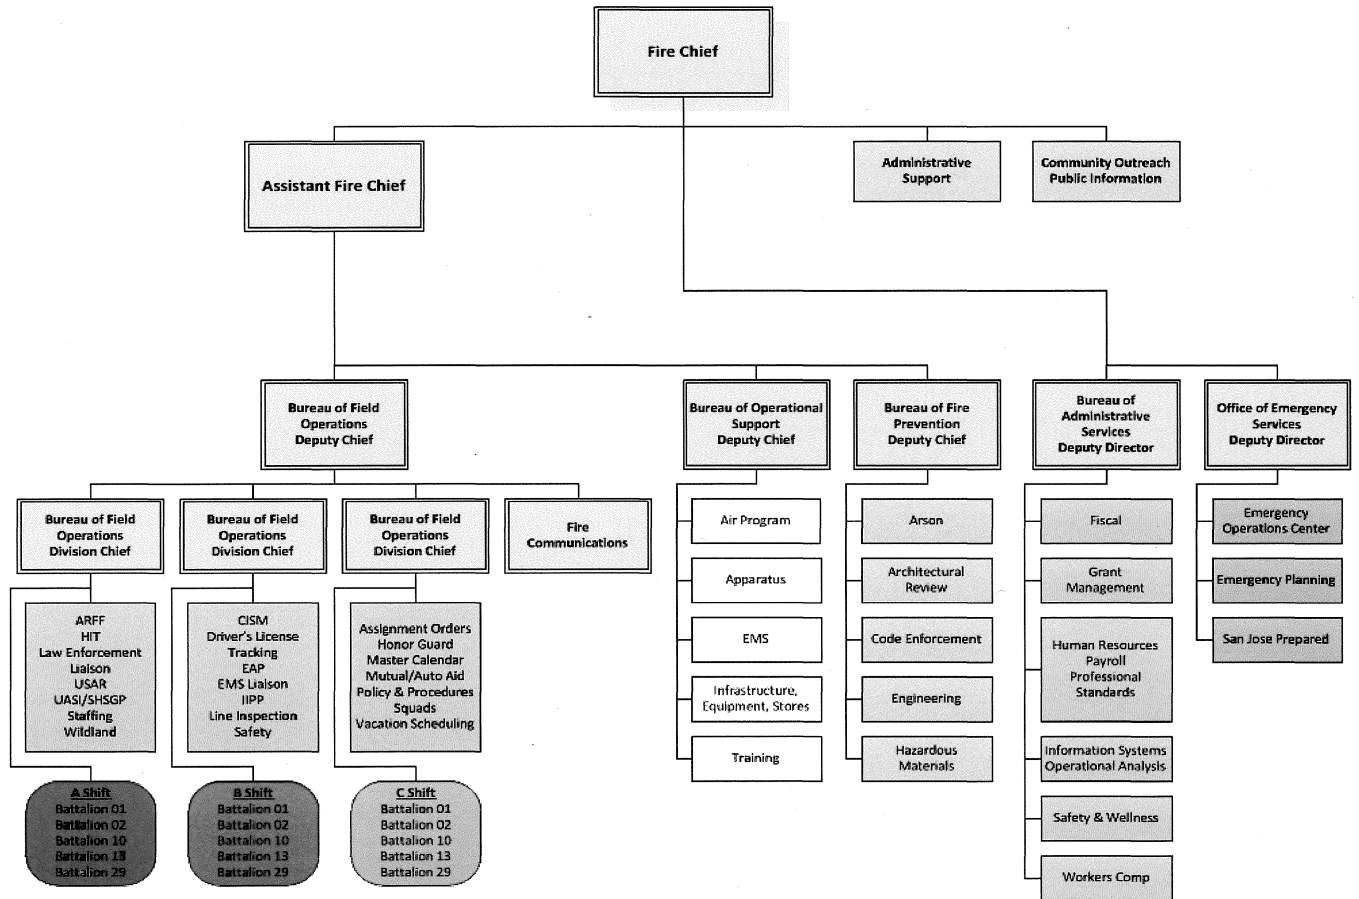 Fire Chief
Assistant Fire Chief
Administrative
Support
Community Outreach
Public Information
Bureau of Field
Operations
Deputy Chief
Bureau of Operational
Support
Deputy Chief
Bureau of Fire
Prevention
Deputy Chief
Bureau of
Administrative
Services
Deputy Director
Office of Emergency
Services
Deputy Director
Bureau of Field
Operations
Division Chief
Bureau of Field
Operations
Division Chief
Bureau of Field
Operations
Division Chief
Fire
Communications
ARFF
HIT
Law Enforcement
Liaison
USAR
UASI/SHSGP
Staffing
Wildland
CISM
Driver's License
Tracking
EAP
EMS Liaison
IIPP
Line Inspection
Safety
Assignment Orders
Honor Guard
Master Calendar
Mutual/Auto Aid
Policy & Procedures
Squads
Vacation Scheduling
A Shift
Battalion 01
Battalion 02
Battalion 10
Battalion 13
Battalion 29
B Shift
Battalion 01
Battalion 02
Battalion 10
Battalion 13
Battalion 29
C Shift
Battalion 01
Battalion 02
Battalion 10
Battalion 13
Battalion 29
Air Program
Apparatus
EMS
Infrastructure,
Equipment, Stores
Training
Arson
Architectural
Review
Code Enforcement
Engineering
Hazardous
Materials
Fiscal
Grant
Management
Human Resources
Payroll
Professional
Standards
Information Systems
Operational Analysis
Safety & Wellness
Workers Comp
Emergency
Operations Center
Emergency Planning
San Jose Prepared